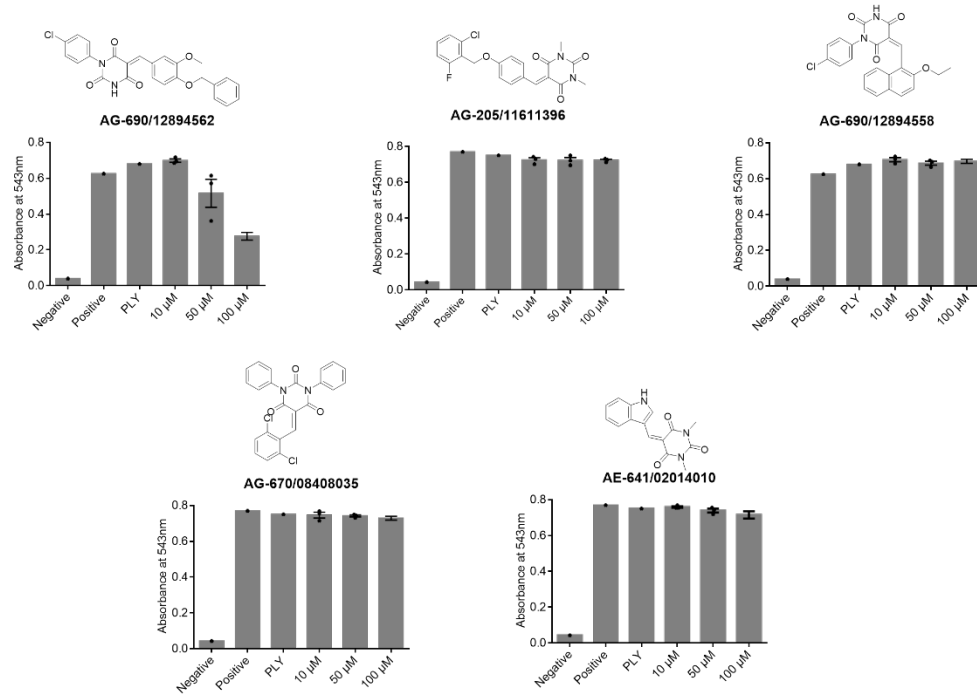 Cl
O
O
N
O
NH
O
O
AG-690/12894562
Absorbance at 543nm
0.8
0.6
0.4
0.2
0.0
Negative
Positive
PLY
10 µM
50 µM
100 µM
Cl
O
F
O
N
O
N
O
AG-205/11611396
Absorbance at 543nm
0.8
0.6
0.4
0.2
0.0
Negative
Positive
PLY
10 µM
50 µM
100 µM
H
O
N
O
N
O
Cl
O
AG-690/12894558
Absorbance at 543nm
0.8
0.6
0.4
0.2
0.0
Negative
Positive
PLY
10 µM
50 µM
100 µM
O
N
N
O
O
Cl
Cl
AG-670/08408035
Absorbance at 543nm
0.8
0.6
0.4
0.2
0.0
Negative
Positive
PLY
10 µM
50 µM
100 µM
H
N
O
N
O
N
O
AE-641/02014010
Absorbance at 543nm
0.8
0.6
0.4
0.2
0.0
Negative
Positive
PLY
10 µM
50 µM
100 µM